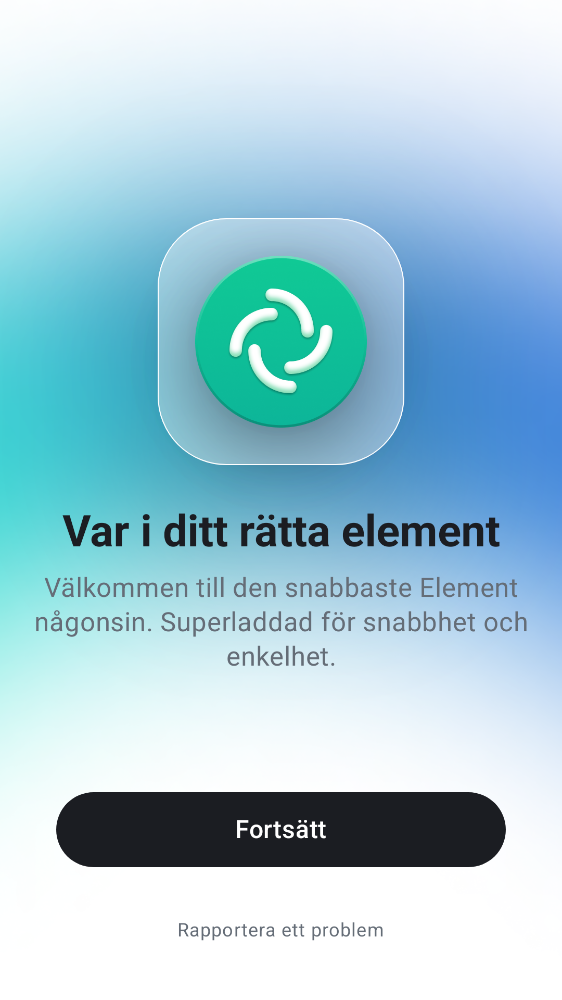 Var i ditt rätta element
Välkommen till den snabbaste Element
någonsin. Superladdad för snabbhet och
enkelhet.
Fortsätt
Rapportera ett problem